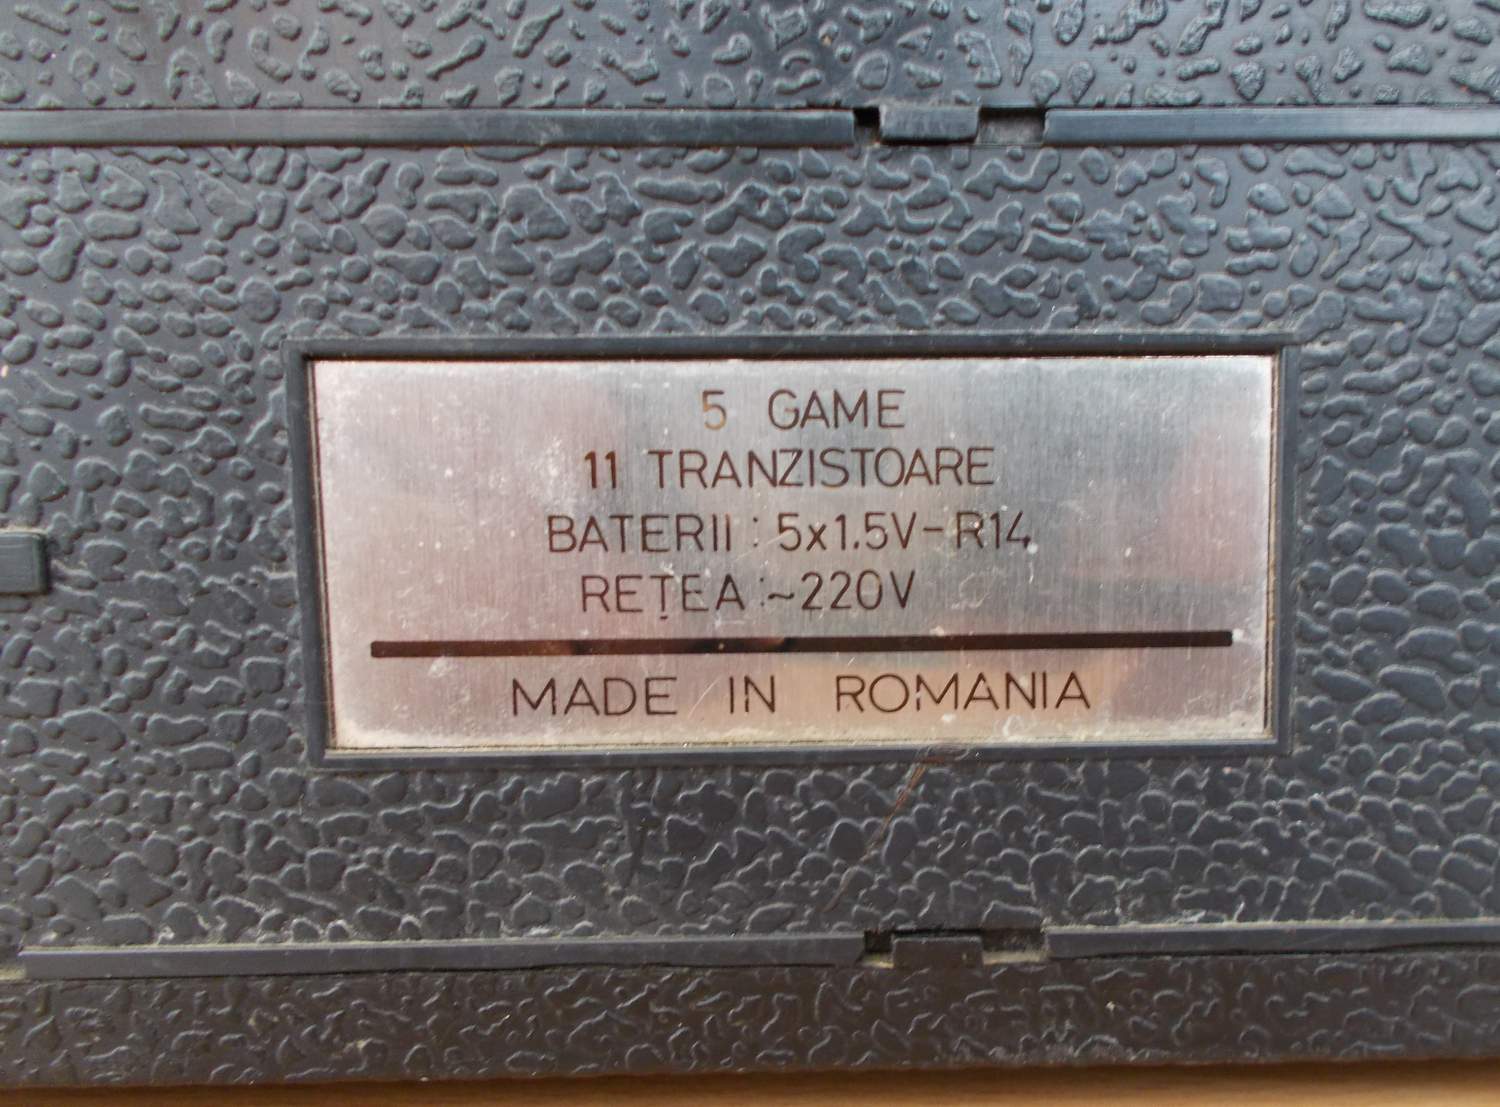 5 GAME
11 TRANZISTOARE
BATERII : 5x1.5V-R14
REȚEA :~220V
MADE IN ROMANIA